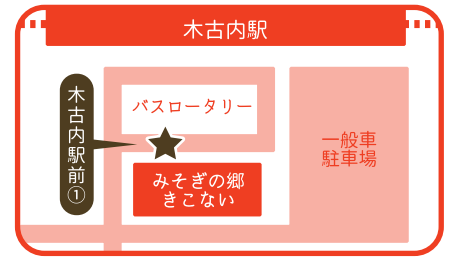 木古内駅
木古内駅前①
バスロータリー
一般車
駐車場
みそぎの郷
きこない